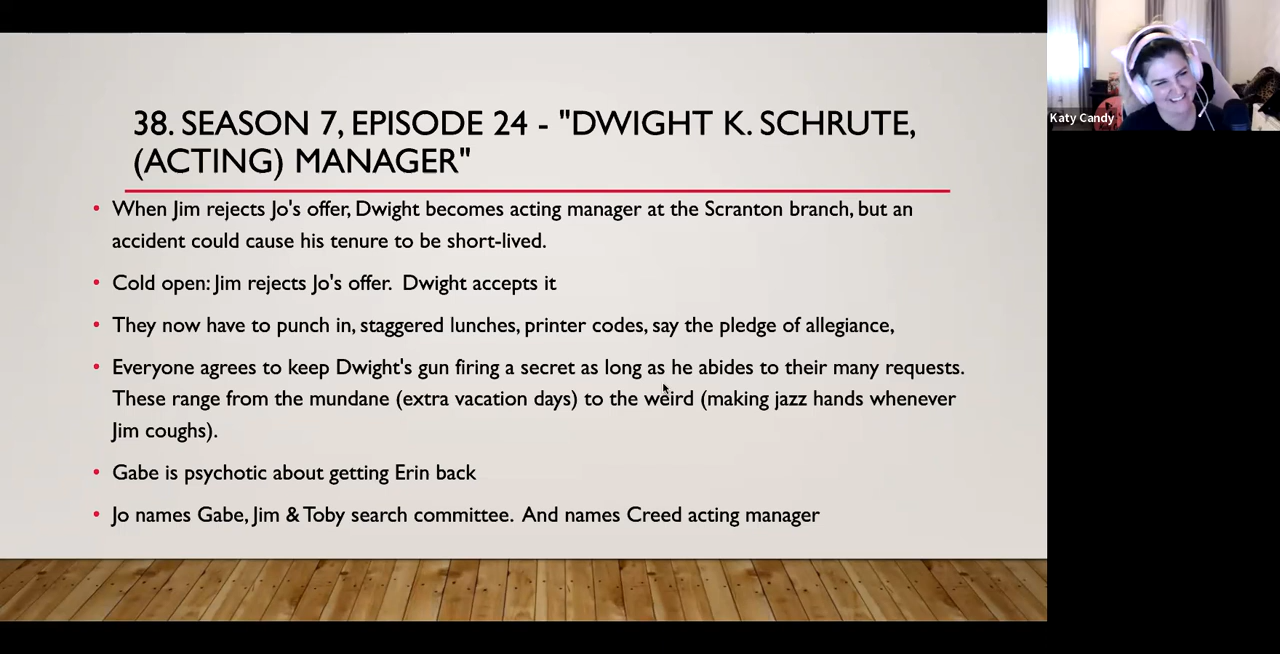 38. SEASON 7, EPISODE 24 - "DWIGHT K. SCHRUTE,
(ACTING) MANAGER"
• When Jim rejects Jo's offer, Dwight becomes acting manager at the Scranton branch, but an
accident could cause his tenure to be short-lived.
• Cold open: Jim rejects Jo's offer.  Dwight accepts it
• They now have to punch in, staggered lunches, printer codes, say the pledge of allegiance,
• Everyone agrees to keep Dwight's gun firing a secret as long as he abides to their many requests.
These range from the mundane (extra vacation days) to the weird (making jazz hands whenever
Jim coughs).
• Gabe is psychotic about getting Erin back
• Jo names Gabe, Jim & Toby search committee.  And names Creed acting manager
Katy Candy